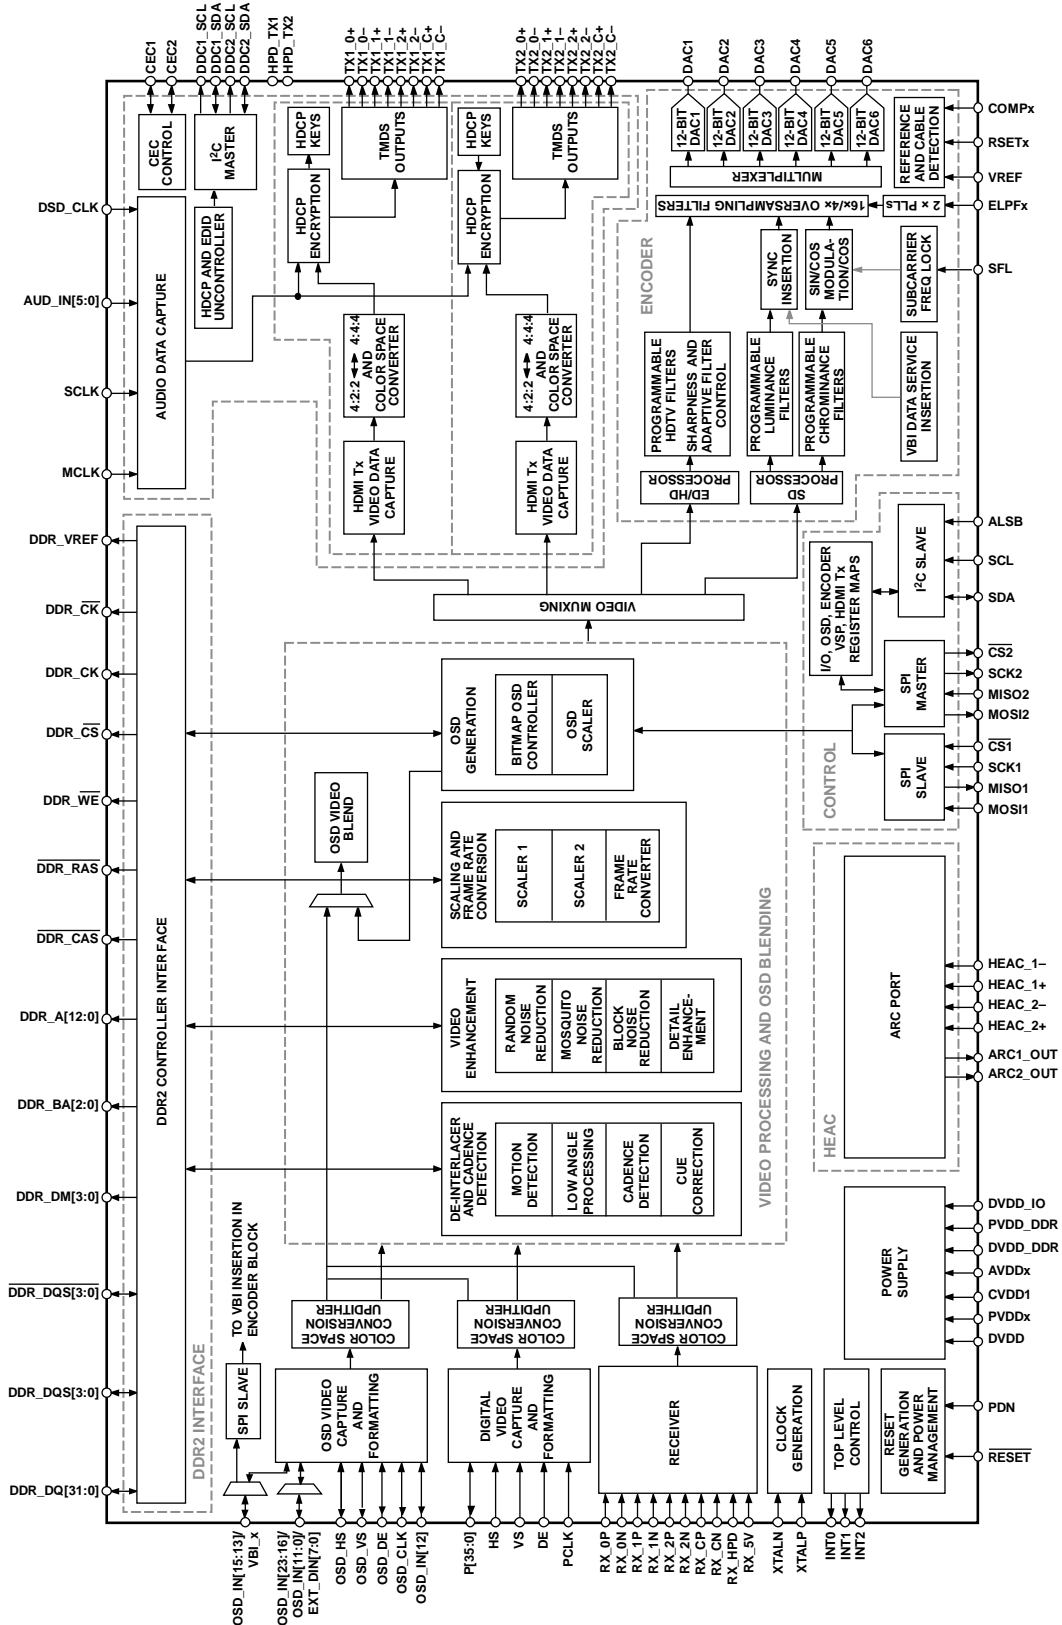 CEC1
CEC2
DDC1_SCL
DDC1_SDA
DDC2_SCL
DDC2_SDA
HPD_TX1
HPD_TX2
TX1_0+
TX1_0–
TX1_1+
TX1_1–
TX1_2+
TX1_2–
TX1_C+
TX1_C–
TX2_0+
TX2_0–
TX2_1+
TX2_1–
TX2_2+
TX2_2–
TX2_C+
TX2_C–
DAC1
DAC2
DAC3
DAC4
DAC5
DAC6
DSD_CLK
AUD_IN[5:0]
SCLK
MCLK
DDR_VREF
DDR_CK
DDR_CK
DDR_CS
DDR_WE
DDR_RAS
DDR_CAS
DDR_A[12:0]
DDR_BA[2:0]
DDR_DM[3:0]
DDR_DQS[3:0]
DDR_DQS[3:0]
DDR_DQ[31:0]
CEC
CONTROL
I²C
MASTER
HDCP AND EDID
UNCONTROLLER
AUDIO DATA CAPTURE
HDCP
KEYS
HDCP
ENCRYPTION
TMDS
OUTPUTS
HDCP
KEYS
HDCP
ENCRYPTION
TMDS
OUTPUTS
4:2:2 4:4:4
AND
COLOR SPACE
CONVERTER
4:2:2 4:4:4
AND
COLOR SPACE
CONVERTER
HDMI Tx
VIDEO DATA
CAPTURE
HDMI Tx
VIDEO DATA
CAPTURE
12-BIT
DAC1
12-BIT
DAC2
12-BIT
DAC3
12-BIT
DAC4
12-BIT
DAC5
12-BIT
DAC6
MULTIPLEXER
16×/4× OVERSAMPLING FILTERS
2 × PLLs
REFERENCE
AND CABLE
DETECTION
ENCODER
SYNC
INSERTION
SIN/COS
MODULA-
TION/COS
SUBCARRIER
FREQ LOCK
PROGRAMMABLE
HDTV FILTERS
SHARPNESS AND
ADAPTIVE FILTER
CONTROL
PROGRAMMABLE
LUMINANCE
FILTERS
PROGRAMMABLE
CHROMINANCE
FILTERS
VBI DATA SERVICE
INSERTION
ED/HD
PROCESSOR
SD
PROCESSOR
COMPx
RSETx
VREF
ELPFx
SFL
ALSB
SCL
SDA
CS2
SCK2
MISO2
MOSI2
CS1
SCK1
MISO1
MOSI1
HEAC_1–
HEAC_1+
HEAC_2–
HEAC_2+
ARC1_OUT
ARC2_OUT
DVDD_IO
PVDD_DDR
DVDD_DDR
AVDDx
CVDD1
PVDDx
DVDD
PDN
RESET
VIDEO MUXING
I/O, OSD, ENCODER
VSP, HDMI Tx
REGISTER MAPS
I²C SLAVE
SPI
MASTER
SPI
SLAVE
CONTROL
DDR2 CONTROLLER INTERFACE
DDR2 INTERFACE
OSD
GENERATION
BITMAP OSD
CONTROLLER
OSD
SCALER
OSD VIDEO
BLEND
SCALING AND
FRAME RATE
CONVERSION
SCALER 1
SCALER 2
FRAME
RATE
CONVERTER
VIDEO
ENHANCEMENT
RANDOM
NOISE
REDUCTION
MOSQUITO
NOISE
REDUCTION
BLOCK
NOISE
REDUCTION
DETAIL
ENHANCE-
MENT
DE-INTERLACER
AND CADENCE
DETECTION
MOTION
DETECTION
LOW ANGLE
PROCESSING
CADENCE
DETECTION
CUE
CORRECTION
VIDEO PROCESSING AND OSD BLENDING
ARC PORT
HEAC
POWER
SUPPLY
TO VBI INSERTION IN
ENCODER BLOCK
SPI SLAVE
COLOR SPACE
CONVERSION
UPDITHER
COLOR SPACE
CONVERSION
UPDITHER
COLOR SPACE
CONVERSION
UPDITHER
OSD VIDEO
CAPTURE
AND
FORMATTING
DIGITAL
VIDEO
CAPTURE
AND
FORMATTING
RECEIVER
CLOCK
GENERATION
TOP LEVEL
CONTROL
RESET
GENERATION
AND POWER
MANAGEMENT
OSD_IN[15:13]/
VBI_x
OSD_IN[23:16]/
OSD_IN[11:0]/
EXT_DIN[7:0]
OSD_HS
OSD_VS
OSD_DE
OSD_CLK
OSD_IN[12]
P[35:0]
HS
VS
DE
PCLK
RX_0P
RX_0N
RX_1P
RX_1N
RX_2P
RX_2N
RX_CP
RX_CN
RX_HPD
RX_5V
XTALN
XTALP
INT0
INT1
INT2